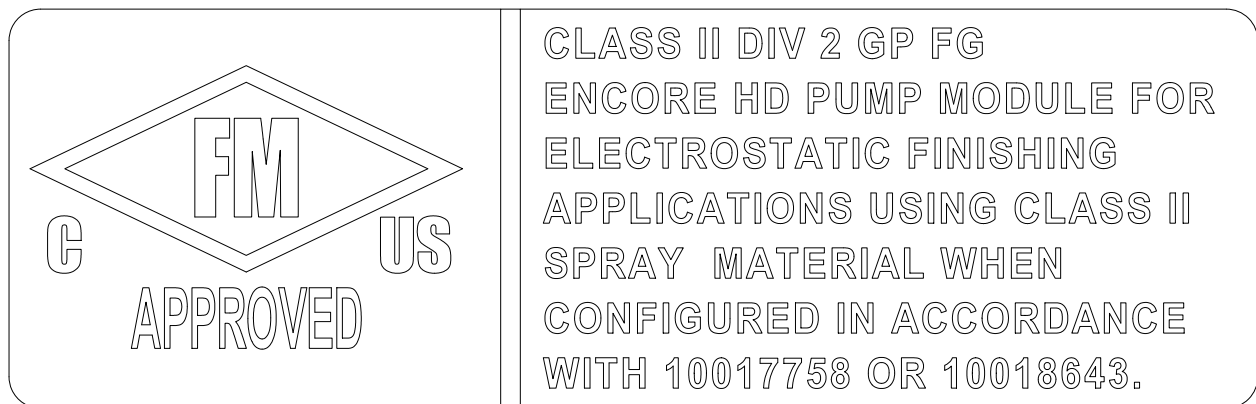 FM
C US
APPROVED
CLASS II DIV 2 GP FG
ENCORE HD PUMP MODULE FOR
ELECTROSTATIC FINISHING
APPLICATIONS USING CLASS II
SPRAY  MATERIAL WHEN
CONFIGURED IN ACCORDANCE
WITH 10017758 OR 10018643.